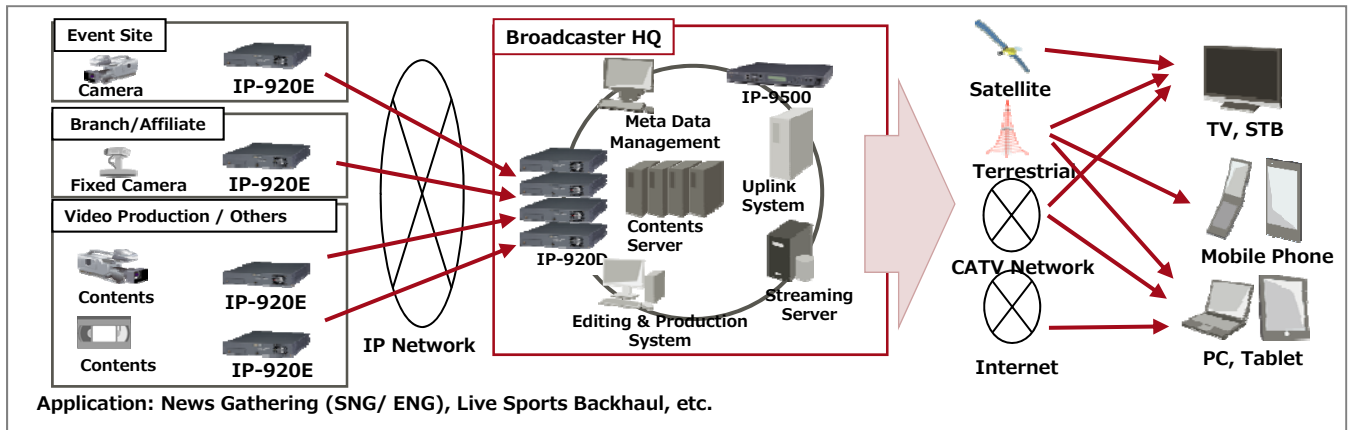 Event Site
Camera
IP-920E
Branch/Affiliate
Fixed Camera
IP-920E
Video Production / Others
Contents
IP-920E
Contents
IP-920E
IP Network
Broadcaster HQ
Meta Data
Management
IP-9500
Contents
Server
Uplink
System
IP-920D
Editing & Production
System
Streaming
Server
Satellite
Terrestrial
CATV Network
Internet
TV, STB
Mobile Phone
PC, Tablet
Application: News Gathering (SNG/ ENG), Live Sports Backhaul, etc.